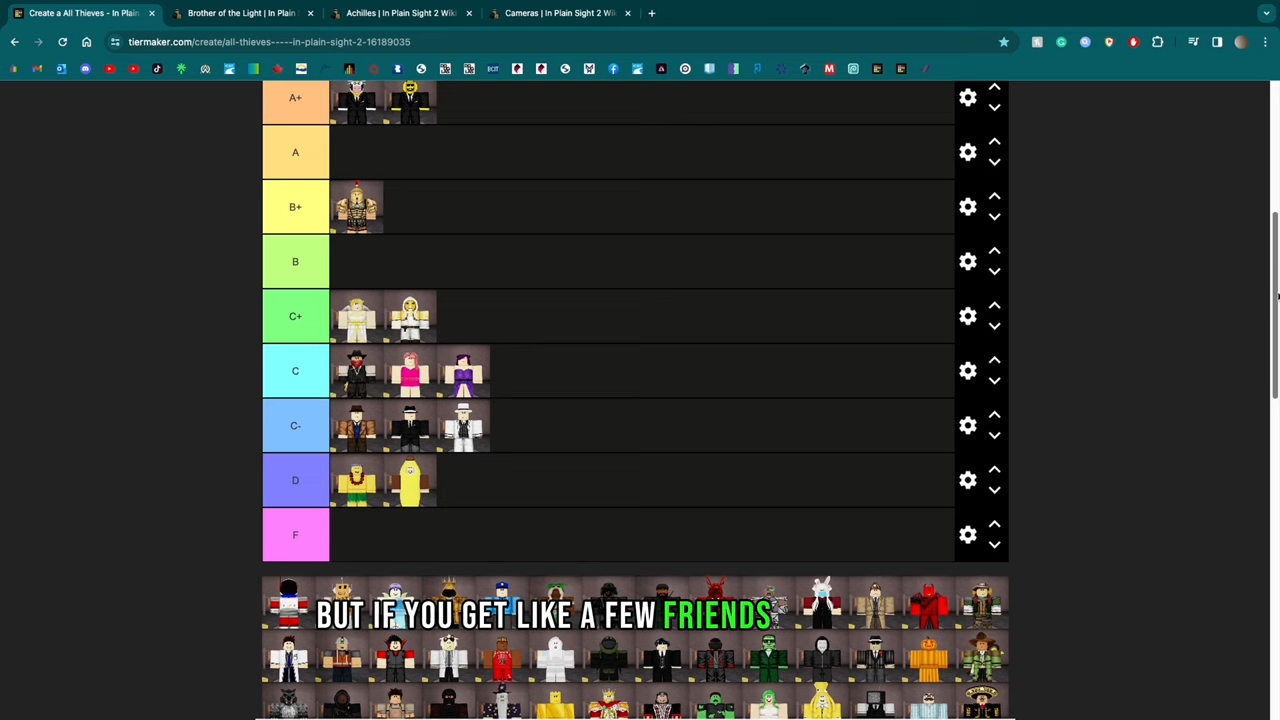 Create a All Thieves - In Plain
Brother of the Light | In Plain
Achilles | In Plain Sight 2 Wiki
Cameras | In Plain Sight 2 Wiki
tiermaker.com/create/all-thieves-----in-plain-sight-2-16189035
A+
A
B+
B
C+
C
C-
D
F
BUT IF YOU GET LIKE A FEW FRIENDS